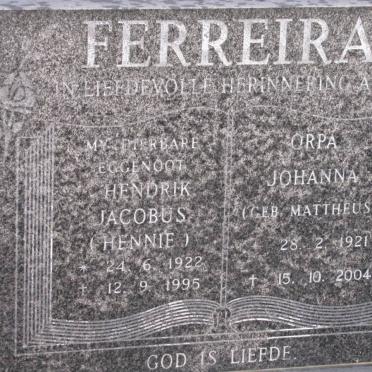 FERREIRA
IN LIEFDEVOLLE HERINNERING A
MY DIERBARE
EGGENOOT
HENDRIK
JACOBUS
(HENNIE)
* 24. 6. 1922
† 12. 9. 1995
ORPA
JOHANNA
(GEB. MATTHEUS
28. 2. 1921
† 15. 10. 2004
GOD IS LIEFDE.